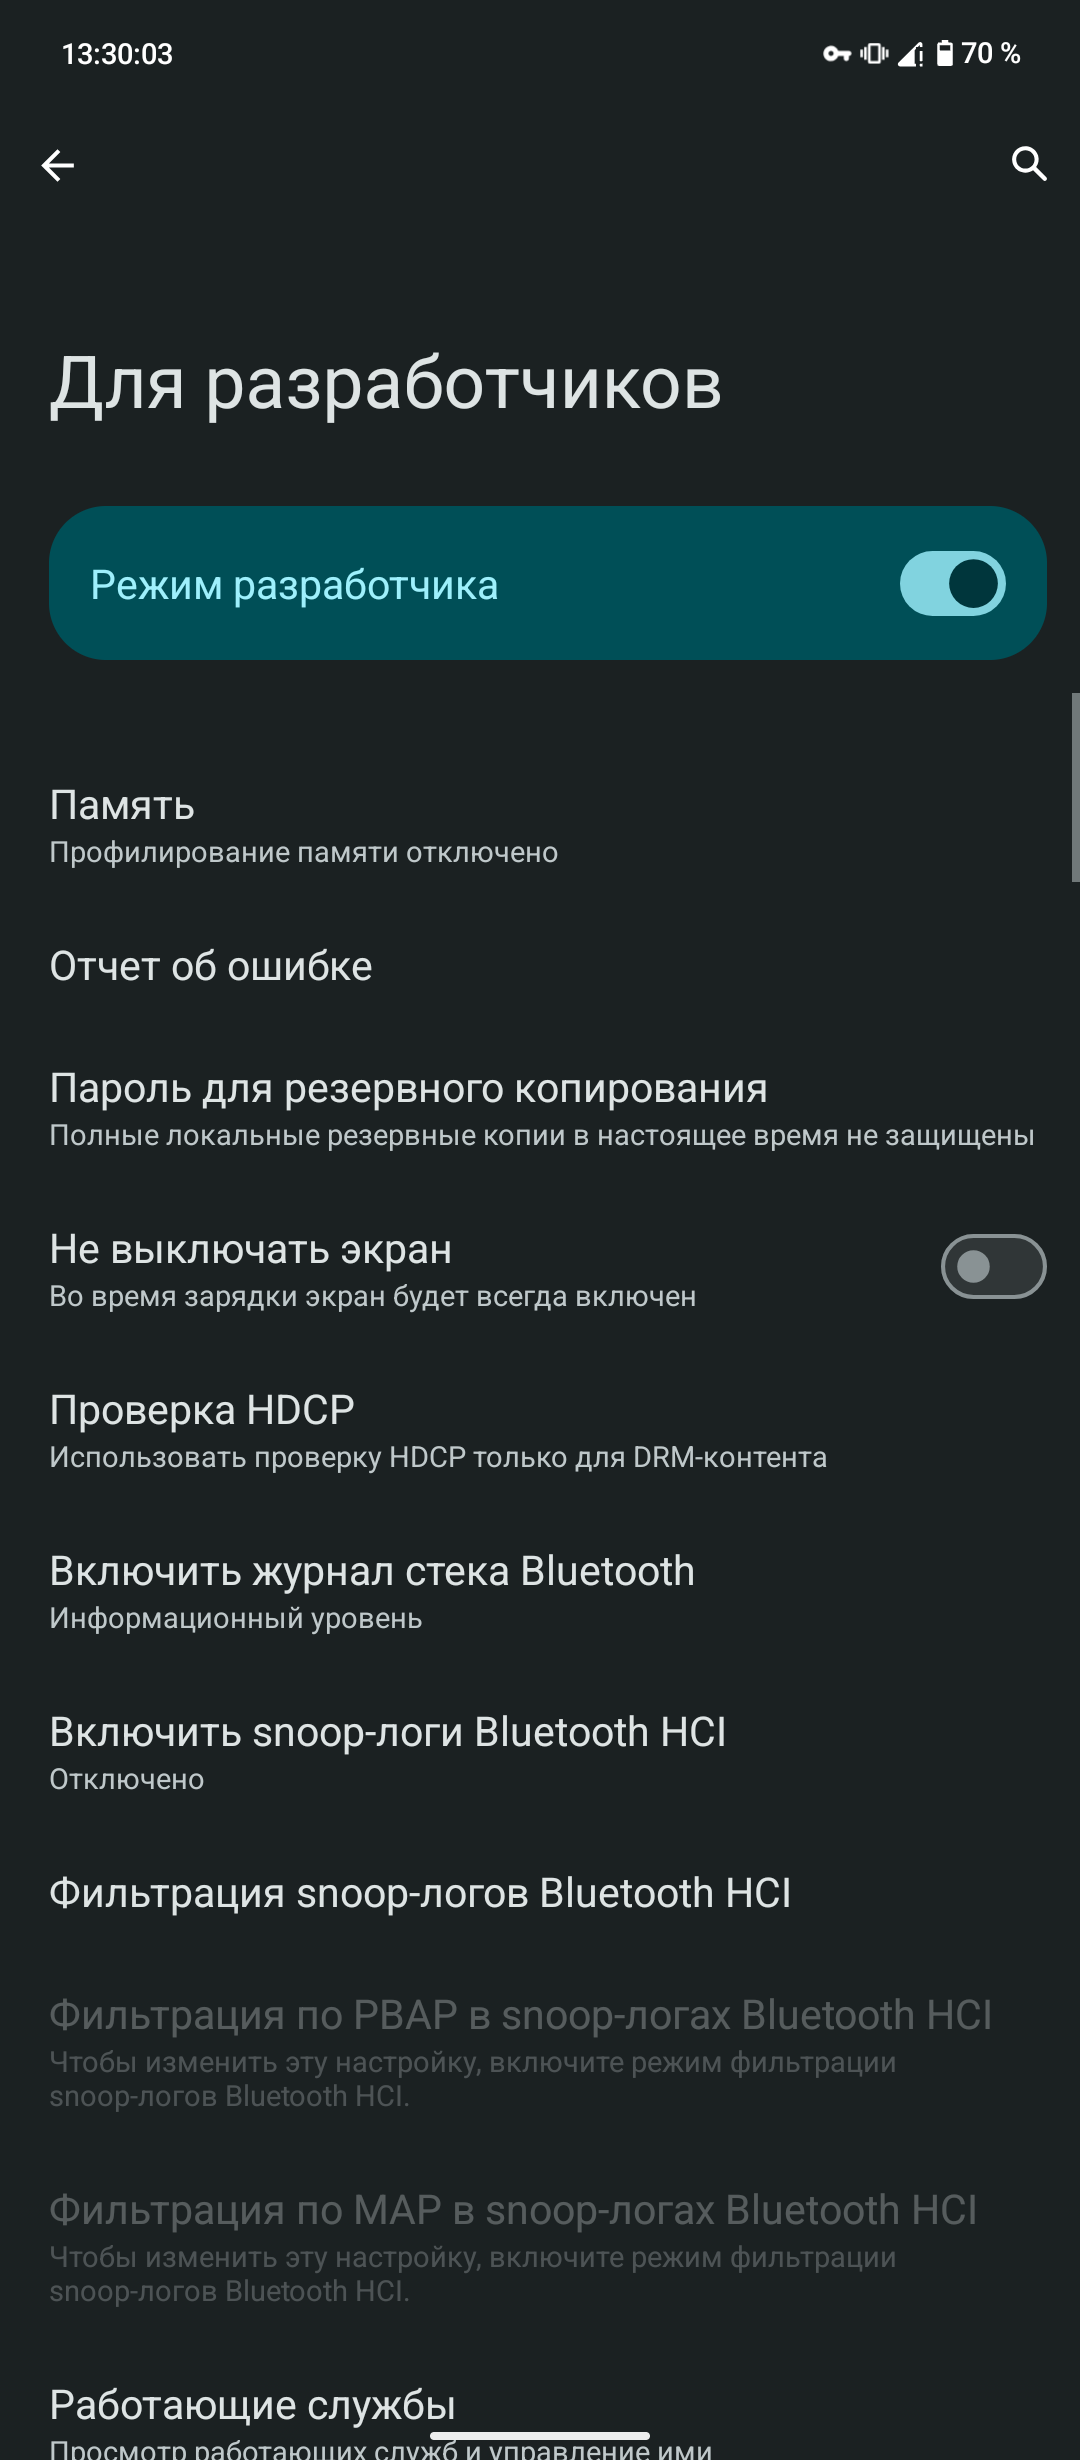 13:30:03
70 %
Для разработчиков
Режим разработчика
Память
Профилирование памяти отключено
Отчет об ошибке
Пароль для резервного копирования
Полные локальные резервные копии в настоящее время не защищены
Не выключать экран
Во время зарядки экран будет всегда включен
Проверка HDCP
Использовать проверку HDCP только для DRM-контента
Включить журнал стека Bluetooth
Информационный уровень
Включить snoop-логи Bluetooth HCI
Отключено
Фильтрация snoop-логов Bluetooth HCI
Фильтрация по PBAP в snoop-логах Bluetooth HCI
Чтобы изменить эту настройку, включите режим фильтрации
snoop-логов Bluetooth HCI.
Фильтрация по MAP в snoop-логах Bluetooth HCI
Чтобы изменить эту настройку, включите режим фильтрации
snoop-логов Bluetooth HCI.
Работающие службы
Просмотр работающих служб и управление ими